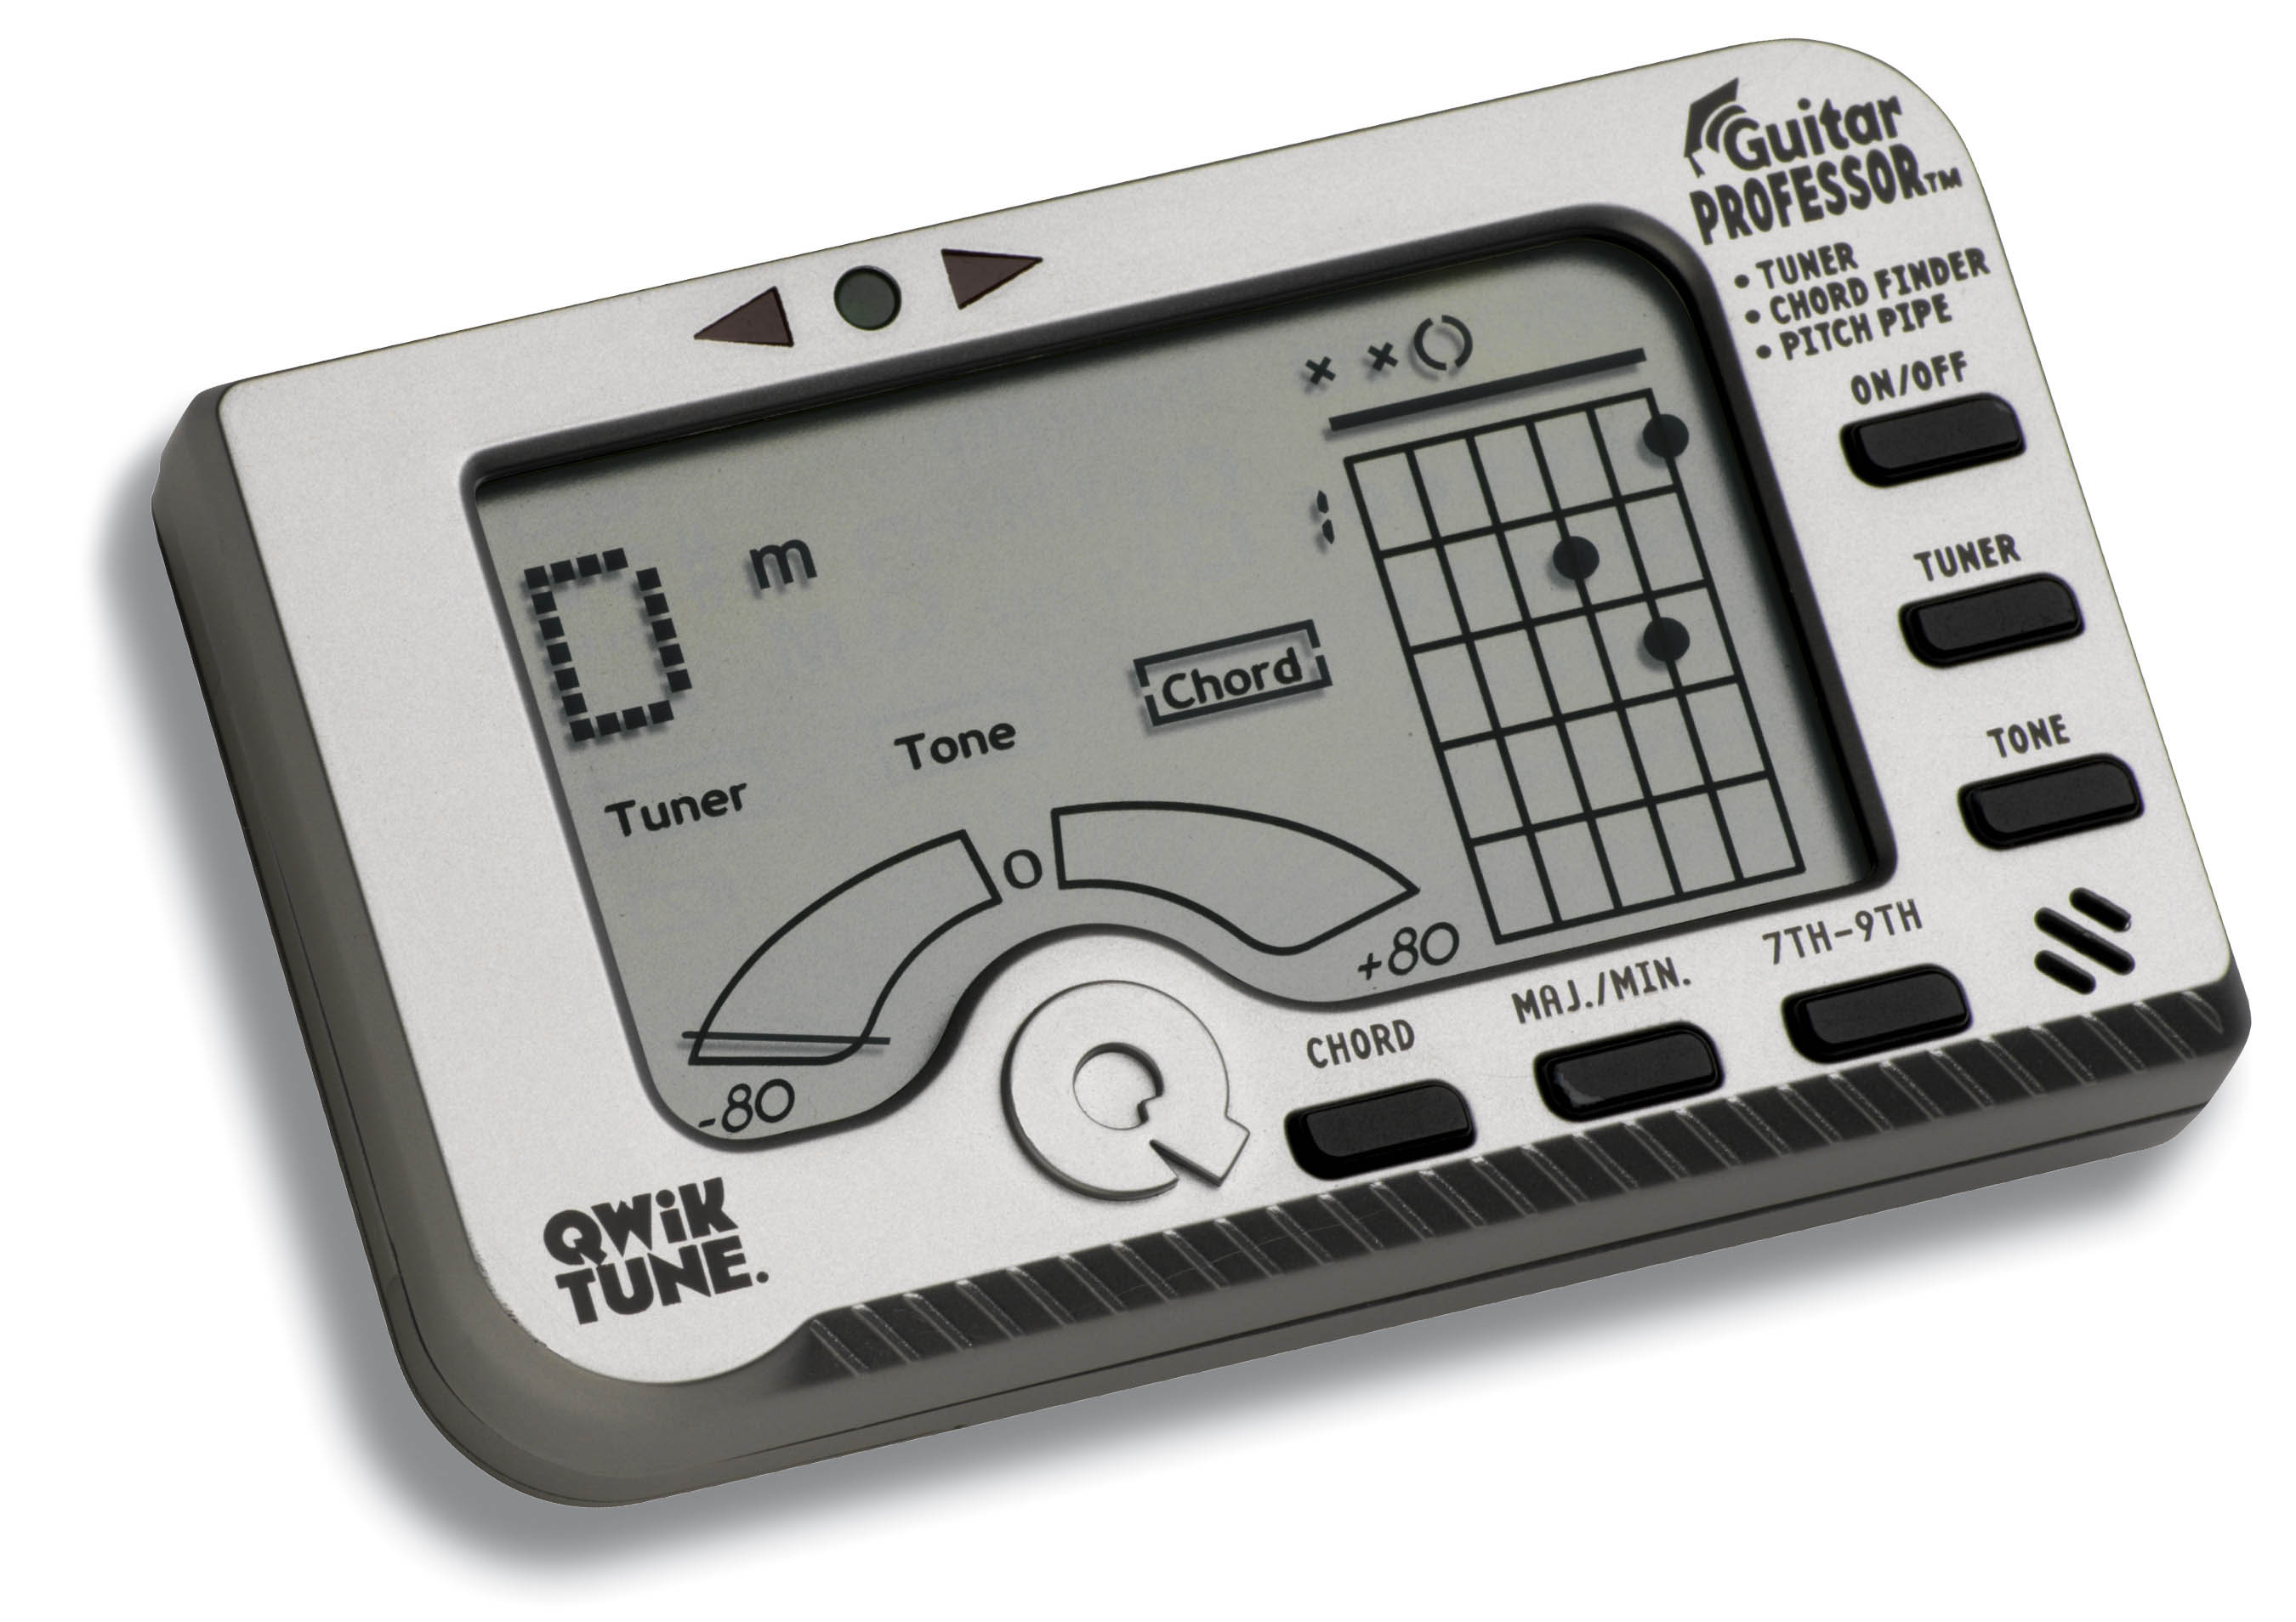 Guitar
PROFESSOR™
• TUNER
• CHORD FINDER
• PITCH PIPE
ON/OFF
TUNER
TONE
× ×
1
D m
Chord
Tone
Tuner
0
-80
+80
7TH-9TH
MAJ./MIN.
CHORD
Q
QWiK
TUNE.